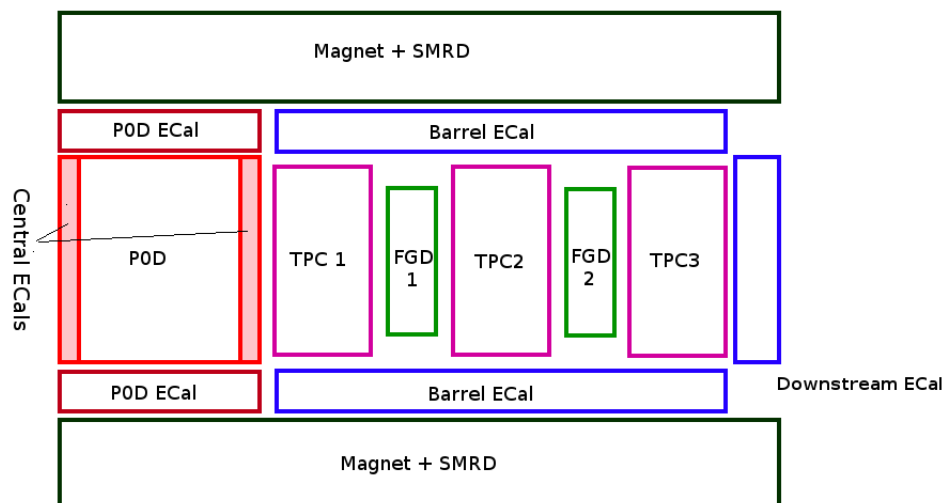 Magnet + SMRD
P0D ECal
Barrel ECal
Central ECals
P0D
TPC 1
FGD
1
TPC2
FGD
2
TPC3
P0D ECal
Barrel ECal
Downstream ECal
Magnet + SMRD